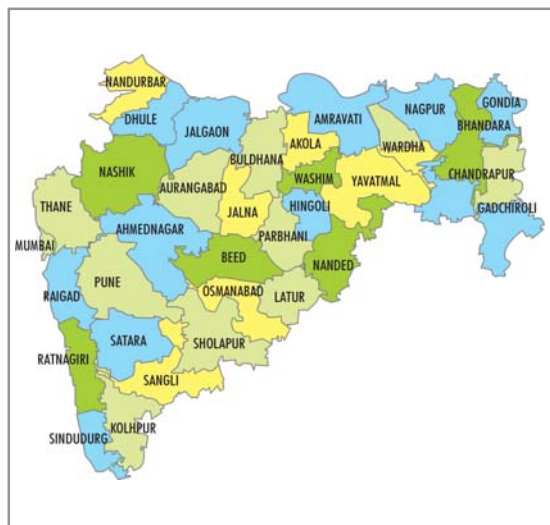 NANDURBAR
DHULE
JALGAON
BULDHANA
AKOLA
AMRAVATI
NAGPUR
GONDIA
BHANDARA
WARDHA
NASHIK
AURANGABAD
WASHIM
YAVATMAL
CHANDRAPUR
THANE
JALNA
HINGOLI
GADCHIROLI
MUMBAI
AHMEDNAGAR
PARBHANI
BEED
NANDED
RAIGAD
PUNE
OSMANABAD
LATUR
RATNAGIRI
SATARA
SHOLAPUR
SANGLI
SINDUDURG
KOLHPUR